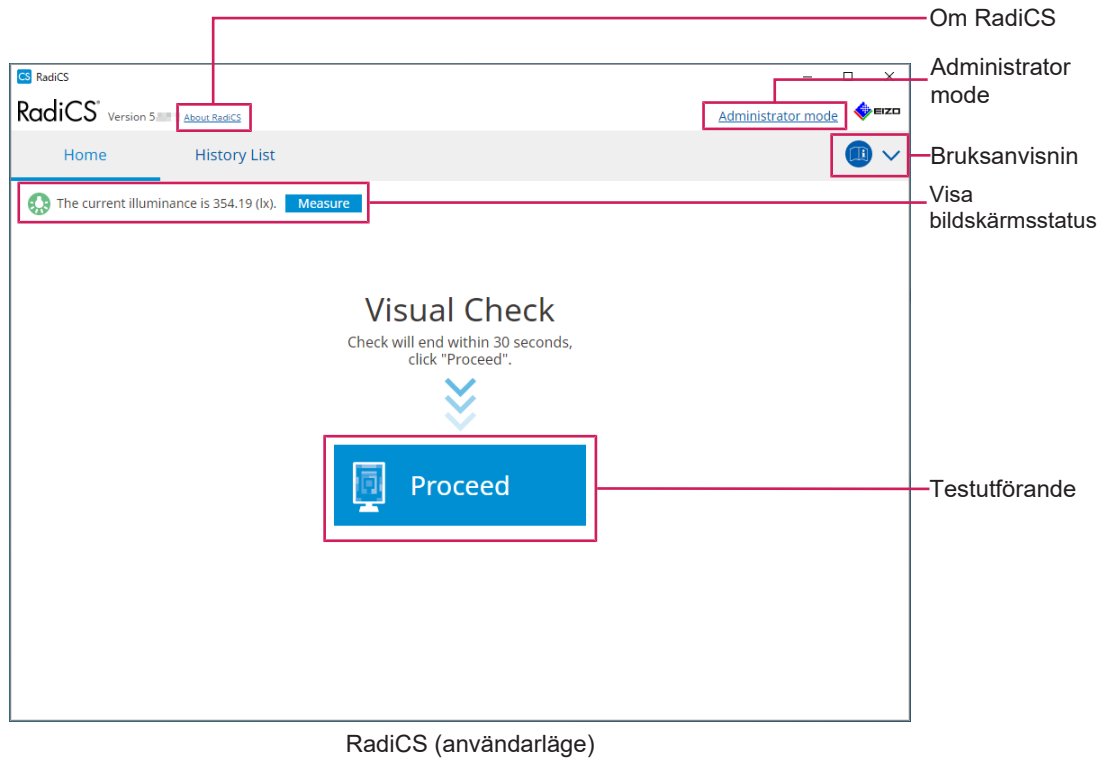 Om RadiCS
Administrator
mode
CS RadiCS
RadiCS® Version 5 About RadiCS
Administrator mode
EIZO
Home
History List
Bruksanvisnin
The current illuminance is 354.19 (lx). Measure
Visa
bildskärmsstatus
Visual Check
Check will end within 30 seconds,
click "Proceed".
Proceed
Testutförande
RadiCS (användarläge)